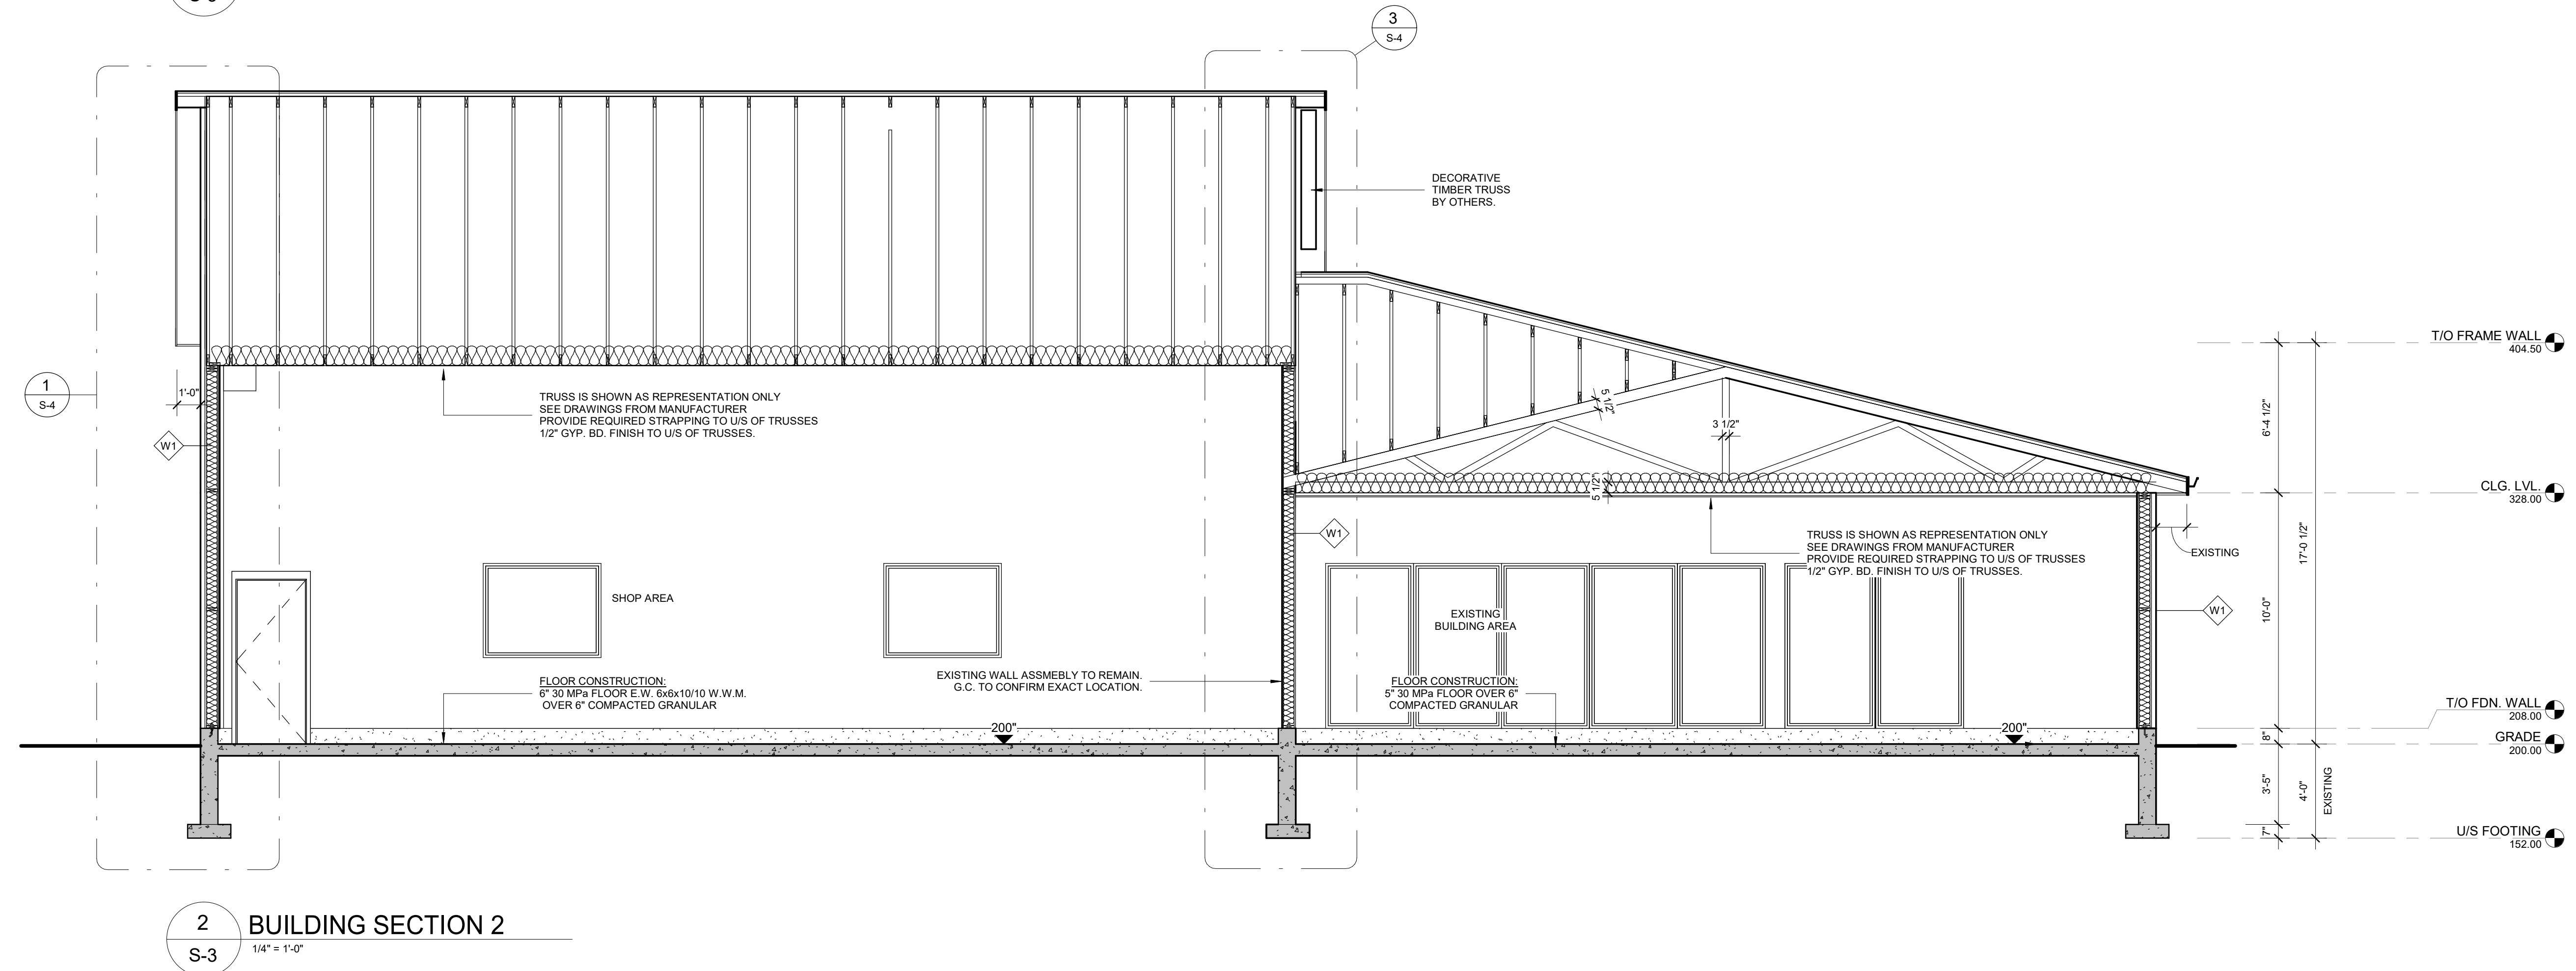 3
S-4
DECORATIVE
TIMBER TRUSS
BY OTHERS.
T/O FRAME WALL
404.50
1
S-4
1'-0"
W1
TRUSS IS SHOWN AS REPRESENTATION ONLY
SEE DRAWINGS FROM MANUFACTURER
PROVIDE REQUIRED STRAPPING TO U/S OF TRUSSES
1/2" GYP. BD. FINISH TO U/S OF TRUSSES.
5 1/2"
3 1/2"
5 1/2"
6'-4 1/2"
CLG. LVL.
328.00
W1
TRUSS IS SHOWN AS REPRESENTATION ONLY
SEE DRAWINGS FROM MANUFACTURER
PROVIDE REQUIRED STRAPPING TO U/S OF TRUSSES
1/2" GYP. BD. FINISH TO U/S OF TRUSSES.
EXISTING
17'-0 1/2"
SHOP AREA
EXISTING
BUILDING AREA
W1
10'-0"
EXISTING WALL ASSMEBLY TO REMAIN.
G.C. TO CONFIRM EXACT LOCATION.
FLOOR CONSTRUCTION:
6" 30 MPa FLOOR E.W. 6x6x10/10 W.W.M.
OVER 6" COMPACTED GRANULAR
FLOOR CONSTRUCTION:
5" 30 MPa FLOOR OVER 6"
COMPACTED GRANULAR
200"
200"
T/O FDN. WALL
208.00
8"
GRADE
200.00
3'-5"
4'-0"
EXISTING
7"
U/S FOOTING
152.00
2
S-3
BUILDING SECTION 2
1/4" = 1'-0"